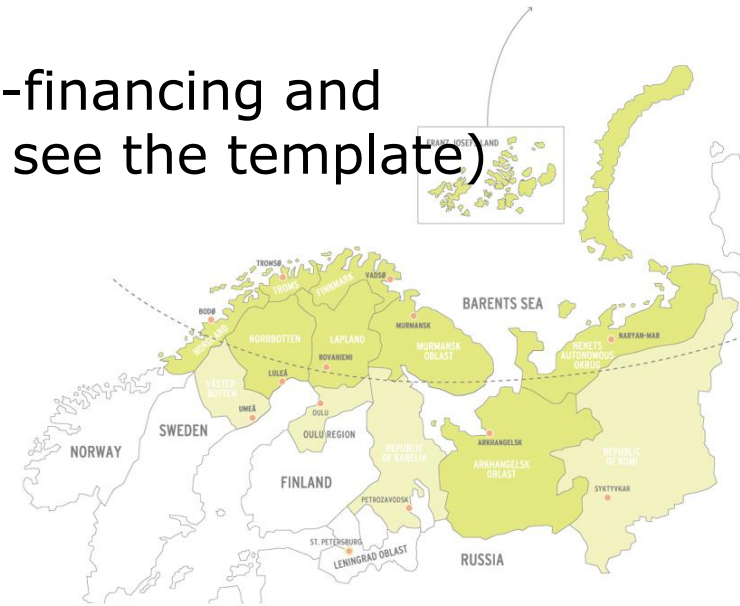 -financing and
see the template)
FRANZ JOSEF LAND
TROMSØ
VADSØ
TROMS
FINNMARK
BARENTS SEA
BODØ
MURMANSK
NARYAN-MAR
NORDLAND
NORRBOTTEN
LAPLAND
MURMANSK
OBLAST
NENETS
AUTONOMOUS
OKRUG
ROVANIEMI
LULEÅ
VÄSTER
BOTTEN
UMEÅ
OULU
SWEDEN
OULU REGION
NORWAY
ARKHANGELSK
REPUBLIC
OF KARELIA
ARKHANGELSK
OBLAST
REPUBLIC
OF KOMI
FINLAND
SYKTYVKAR
PETROZAVODSK
ST. PETERSBURG
LENINGRAD OBLAST
RUSSIA